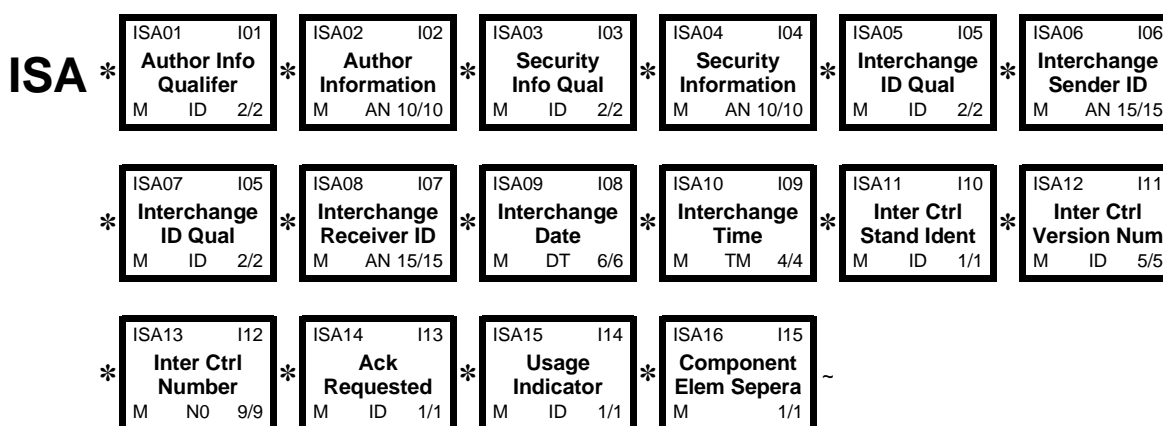 ISA01 I01 ISA02 I02 ISA03 I03 ISA04 I04 ISA05 I05 ISA06 I06
ISA * Author Info * Author * Security * Security * Interchange * Interchange
Qualifer Information Info Qual Information ID Qual Sender ID
M ID 2/2 M AN 10/10 M ID 2/2 M AN 10/10 M ID 2/2 M AN 15/15
ISA07 I05 ISA08 I07 ISA09 I08 ISA10 I09 ISA11 I10 ISA12 I11
* Interchange * Interchange * Interchange * Interchange * Inter Ctrl * Inter Ctrl
ID Qual Receiver ID Date Time Stand Ident Version Num
M ID 2/2 M AN 15/15 M DT 6/6 M TM 4/4 M ID 1/1 M ID 5/5
ISA13 I12 ISA14 I13 ISA15 I14 ISA16 I15
* Inter Ctrl * Ack * Usage * Component ~
Number Requested Indicator Elem Sepera
M N0 9/9 M ID 1/1 M ID 1/1 M 1/1